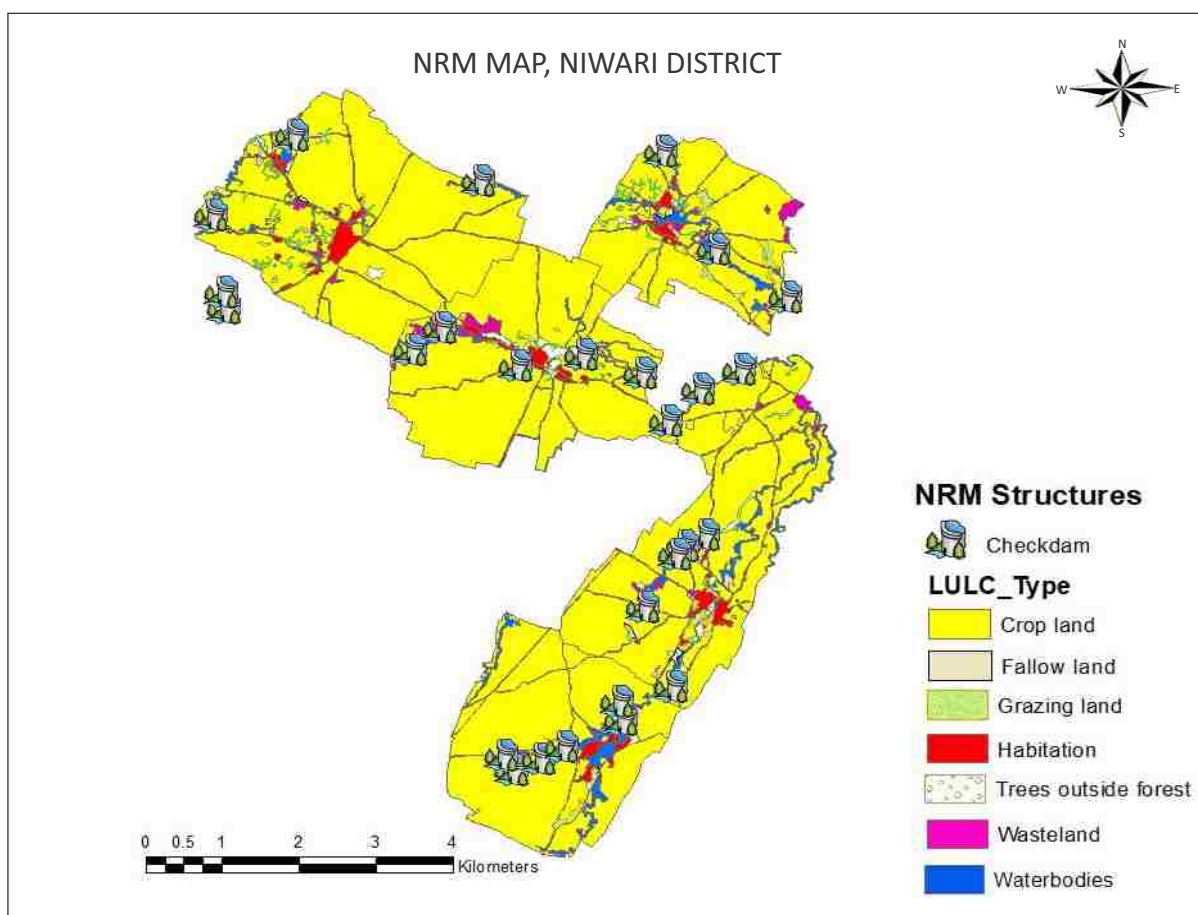 NRM MAP, NIWARI DISTRICT
N
W
E
S
NRM Structures
Checkdam
LULC_Type
Crop land
Fallow land
Grazing land
Habitation
Trees outside forest
Wasteland
Waterbodies
0 0.5 1 2 3 4
Kilometers